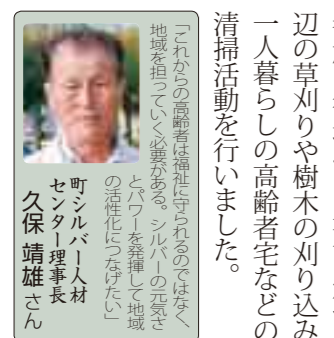 辺の草刈りや樹木の刈り込み
一人暮らしの高齢者宅などの
清掃活動を行いました。
「これからの高齢者は福祉に守られるのではなく、
地域を担っていく必要がある。シルバーの元気さ
とパワーを発揮して地域
の活性化につなげたい」
町シルバー人材
センター理事長
久保 靖雄さん